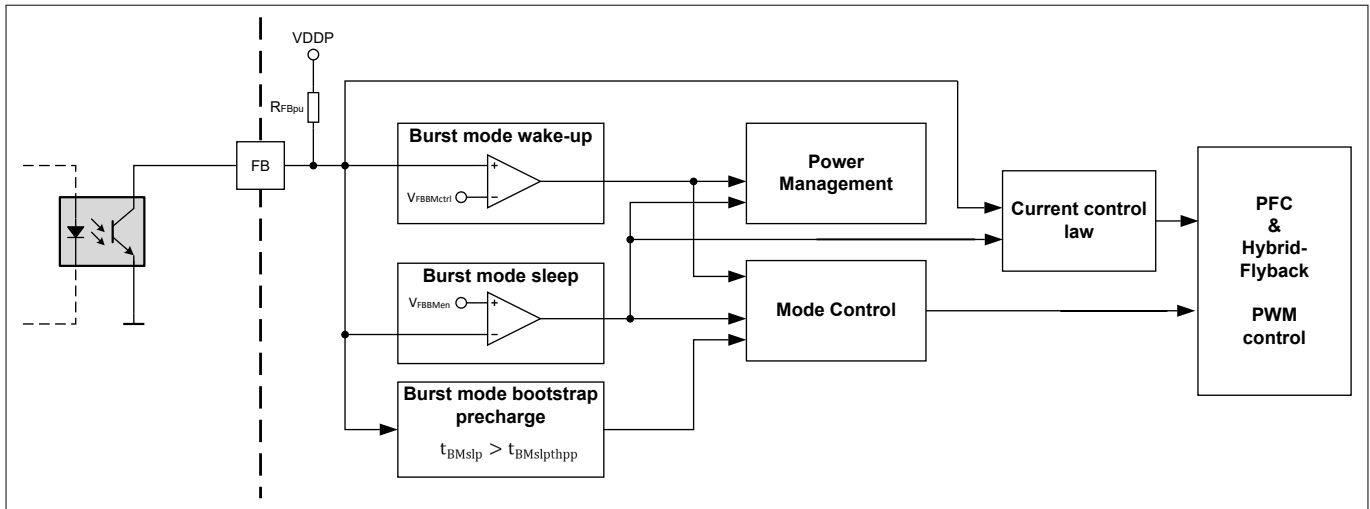 VDDP
RFBpu
FB
Burst mode wake-up
+
VFBBMctrl
−
Power
Management
Current control
law
PFC
&
Hybrid-
Flyback
PWM
control
Burst mode sleep
VFBBMen
+
−
Mode Control
Burst mode bootstrap
precharge
tBMslp > tBMslpthpp